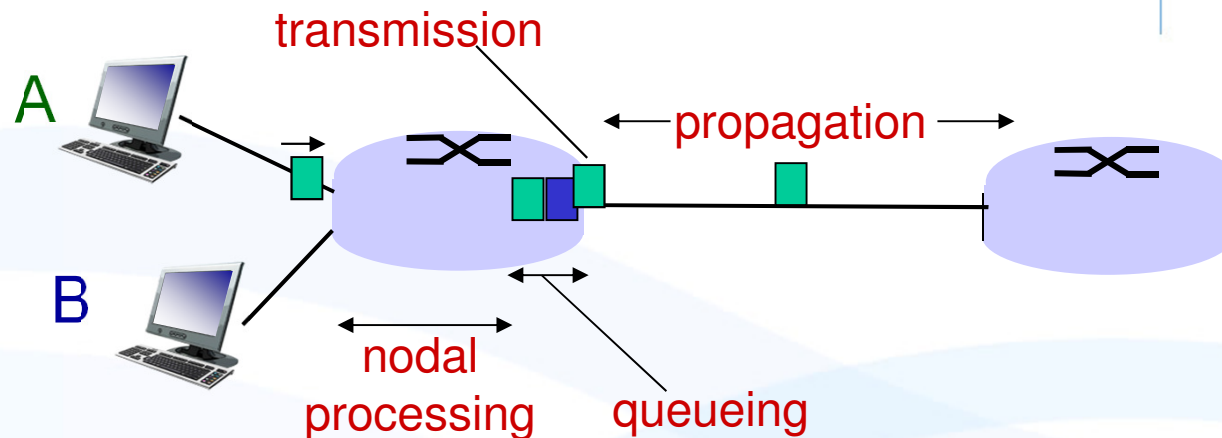 transmission
A
propagation
B
nodal
processing
queueing